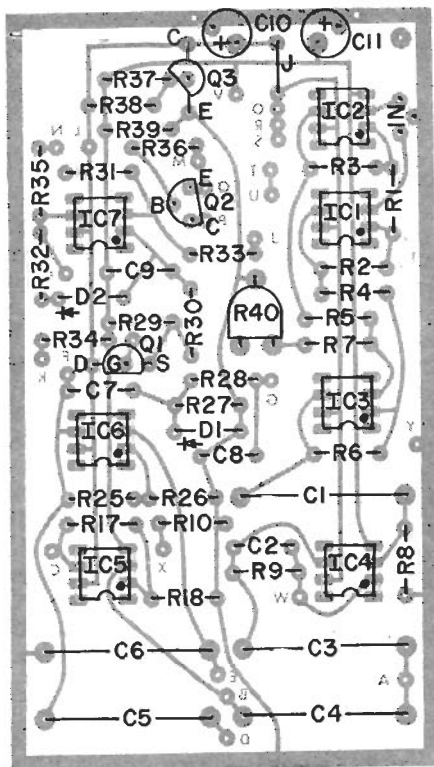 C + C10 + C11
R37 Q3 J
R38 E IC2 IN
R39
R36
R35 R31 E R3 R1
IC7 B Q2 IC1
C
R32 C9 R33 R2
D2 R30 R4
R29 R40 R5
R34 Q1 R7
D G S
C7 R28
R27 IC3
IC6 D1
C8 R6
R25 R26 C1
R17 R10
C2 R8
IC5 R9 IC4
R18
C6 C3
C5 C4